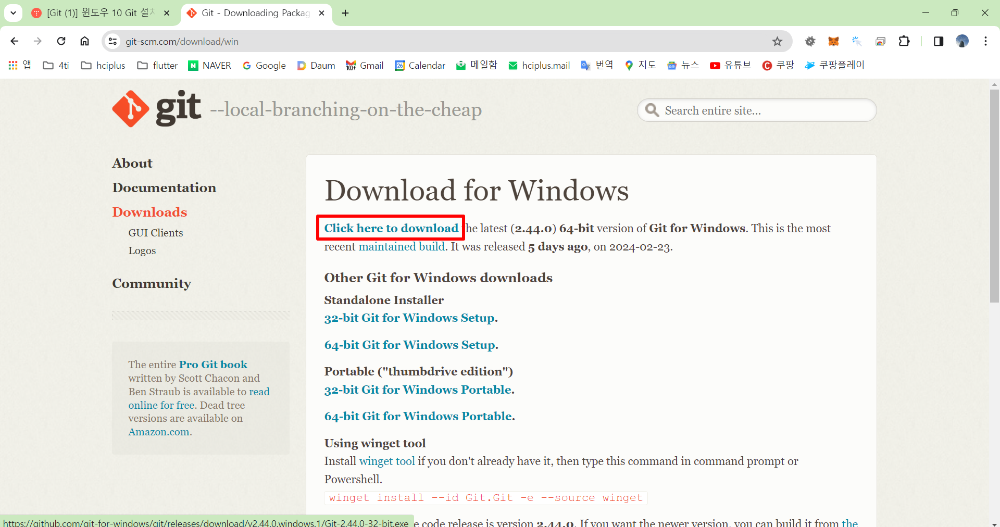 [Git (1)] 윈도우 10 Git 설치
Git - Downloading Packag
git-scm.com/download/win
앱 4ti hciplus flutter NAVER Google Daum Gmail Calendar 메일함 hciplus.mail 번역 지도 뉴스 유튜브 쿠팡 쿠팡플레이
git --local-branching-on-the-cheap
Search entire site...
About
Documentation
Downloads
GUI Clients
Logos
Community
The entire Pro Git book
written by Scott Chacon and
Ben Straub is available to read
online for free. Dead tree
versions are available on
Amazon.com.
Download for Windows
Click here to download he latest (2.44.0) 64-bit version of Git for Windows. This is the most
recent maintained build. It was released 5 days ago, on 2024-02-23.
Other Git for Windows downloads
Standalone Installer
32-bit Git for Windows Setup.
64-bit Git for Windows Setup.
Portable ("thumbdrive edition")
32-bit Git for Windows Portable.
64-bit Git for Windows Portable.
Using winget tool
Install winget tool if you don't already have it, then type this command in command prompt or
Powershell.
winget install --id Git.Git -e --source winget
e code release is version 2.44.0. If you want the newer version, you can build it from the
https://github.com/git-for-windows/git/releases/download/v2.44.0.windows.1/Git-2.44.0-32-bit.exe